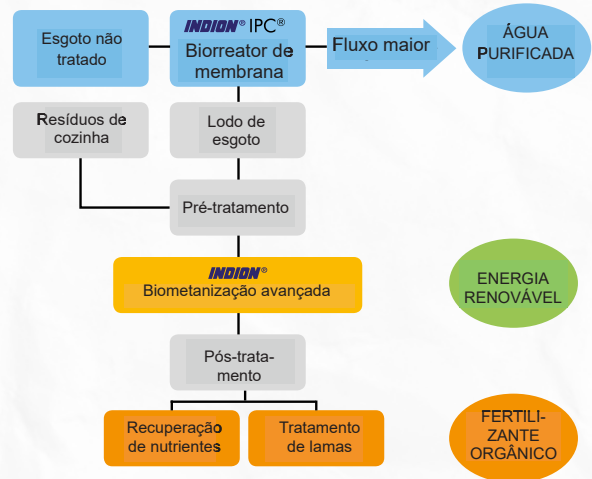 Esgoto não
tratado
INDION® IPC®
Biorreator de
membrana
Fluxo maior
ÁGUA
PURIFICADA
Resíduos de
cozinha
Lodo de
esgoto
Pré-tratamento
INDION®
Biometanização avançada
ENERGIA
RENOVÁVEL
Pós-trata-
mento
Recuperação
de nutrientes
Tratamento
de lamas
FERTILI-
ZANTE
ORGÂNICO